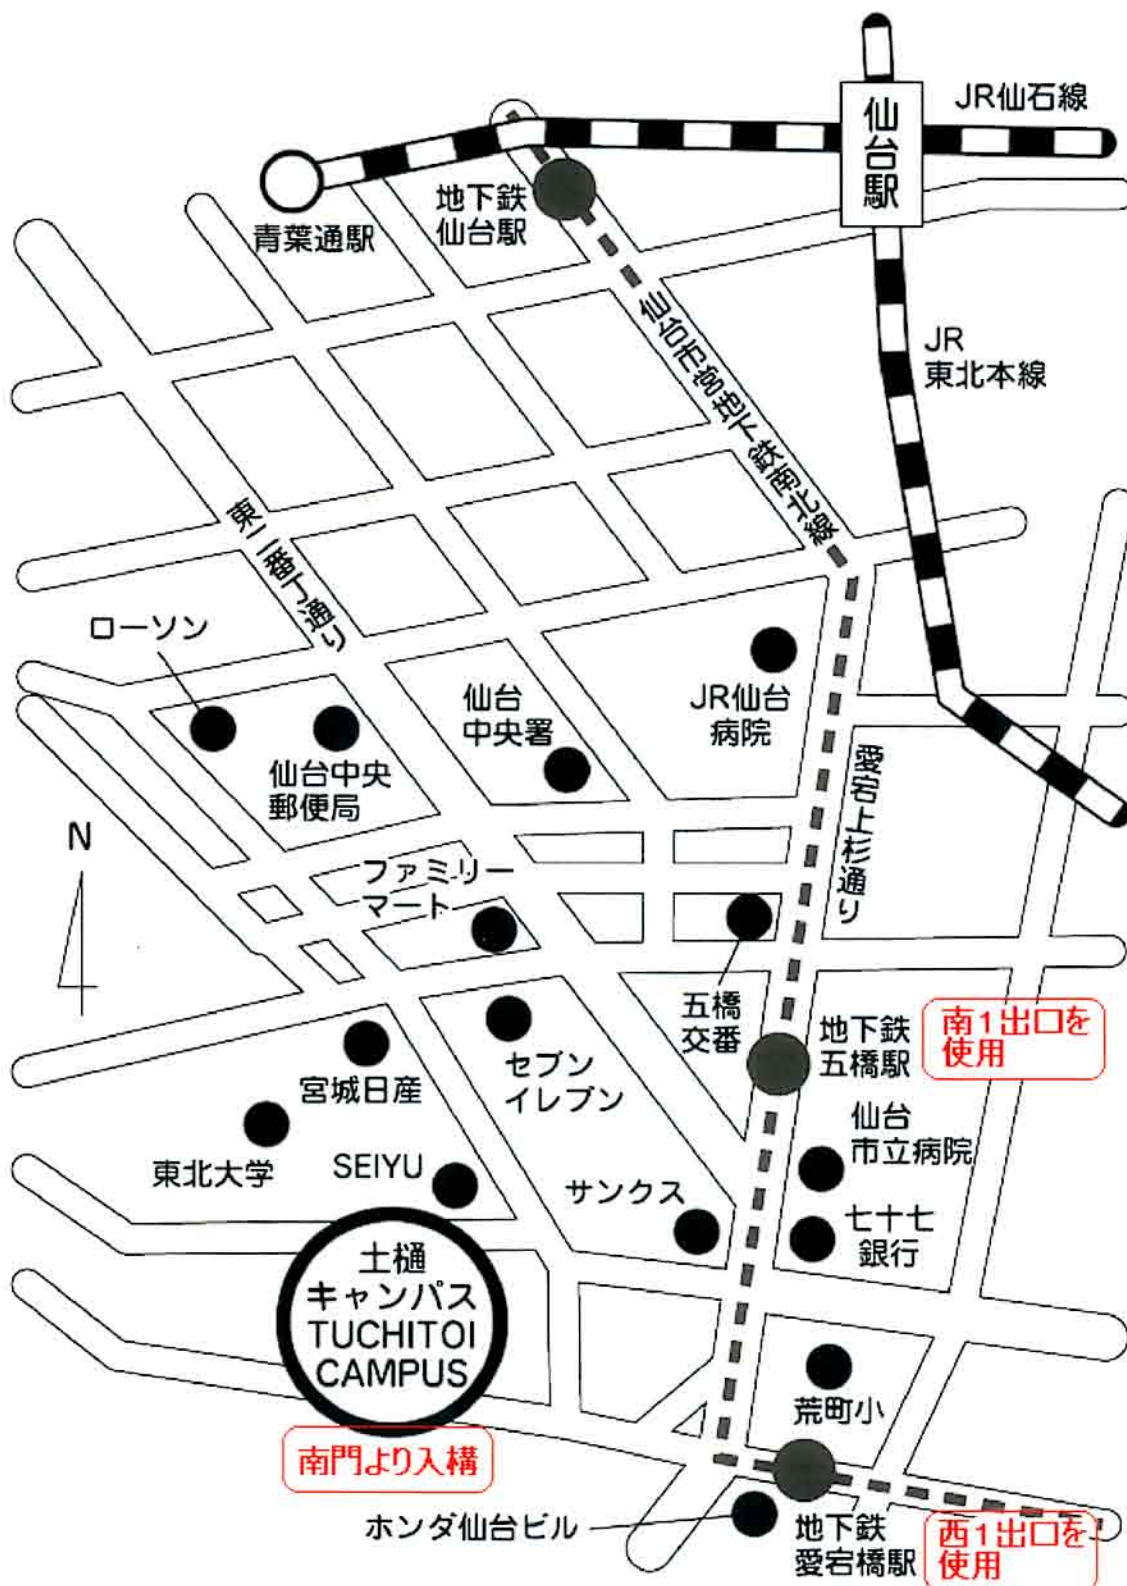 JR仙石線
仙台駅
地下鉄
仙台駅
青葉通駅
仙台市営地下鉄南北線
JR
東北本線
東二番丁通り
ローソン
仙台
中央署
JR仙台
病院
仙台中央
郵便局
愛宕上杉通り
N
ファミリー
マート
五橋
交番
地下鉄
五橋駅
南1出口を
使用
セブン
イレブン
宮城日産
仙台
市立病院
東北大学
SEIYU
サンクス
七十七
銀行
土樋
キャンパス
TUCHITOI
CAMPUS
荒町小
南門より入構
ホンダ仙台ビル
地下鉄
愛宕橋駅
西1出口を
使用